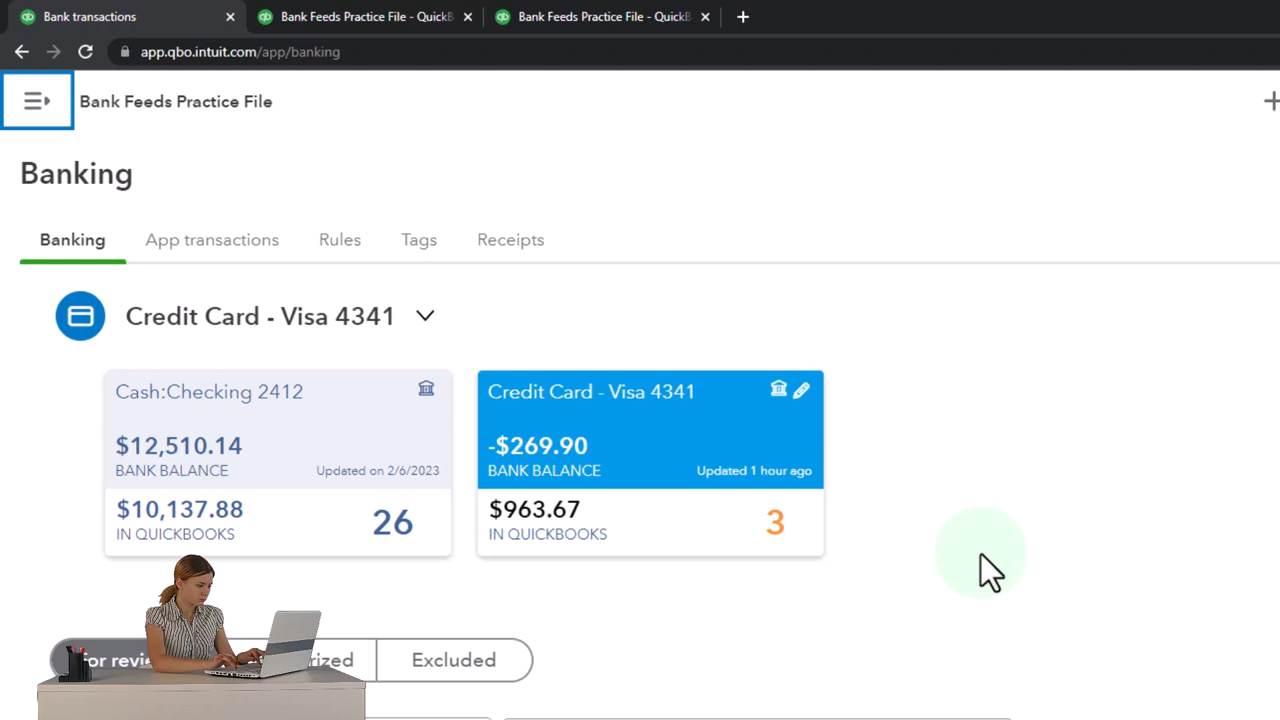 Bank transactions
Bank Feeds Practice File - QuickB
Bank Feeds Practice File - QuickB
app.qbo.intuit.com/app/banking
Bank Feeds Practice File
Banking
Banking App transactions Rules Tags Receipts
Credit Card - Visa 4341
Cash:Checking 2412
$12,510.14
BANK BALANCE Updated on 2/6/2023
$10,137.88
IN QUICKBOOKS
26
Credit Card - Visa 4341
-$269.90
BANK BALANCE Updated 1 hour ago
$963.67
IN QUICKBOOKS
3
For revie
rized
Excluded